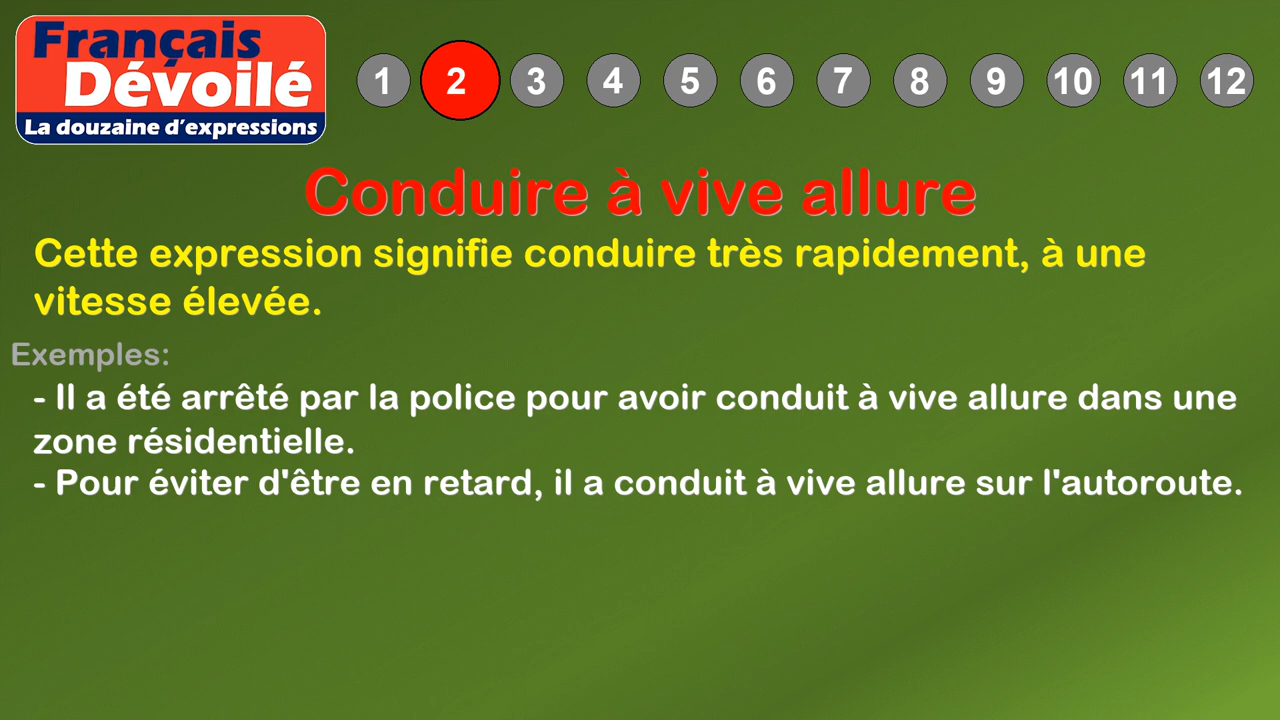 Français
Dévoilé
La douzaine d'expressions
1 2 3 4 5 6 7 8 9 10 11 12
Conduire à vive allure
Cette expression signifie conduire très rapidement, à une
vitesse élevée.
Exemples:
- Il a été arrêté par la police pour avoir conduit à vive allure dans une
zone résidentielle.
- Pour éviter d'être en retard, il a conduit à vive allure sur l'autoroute.